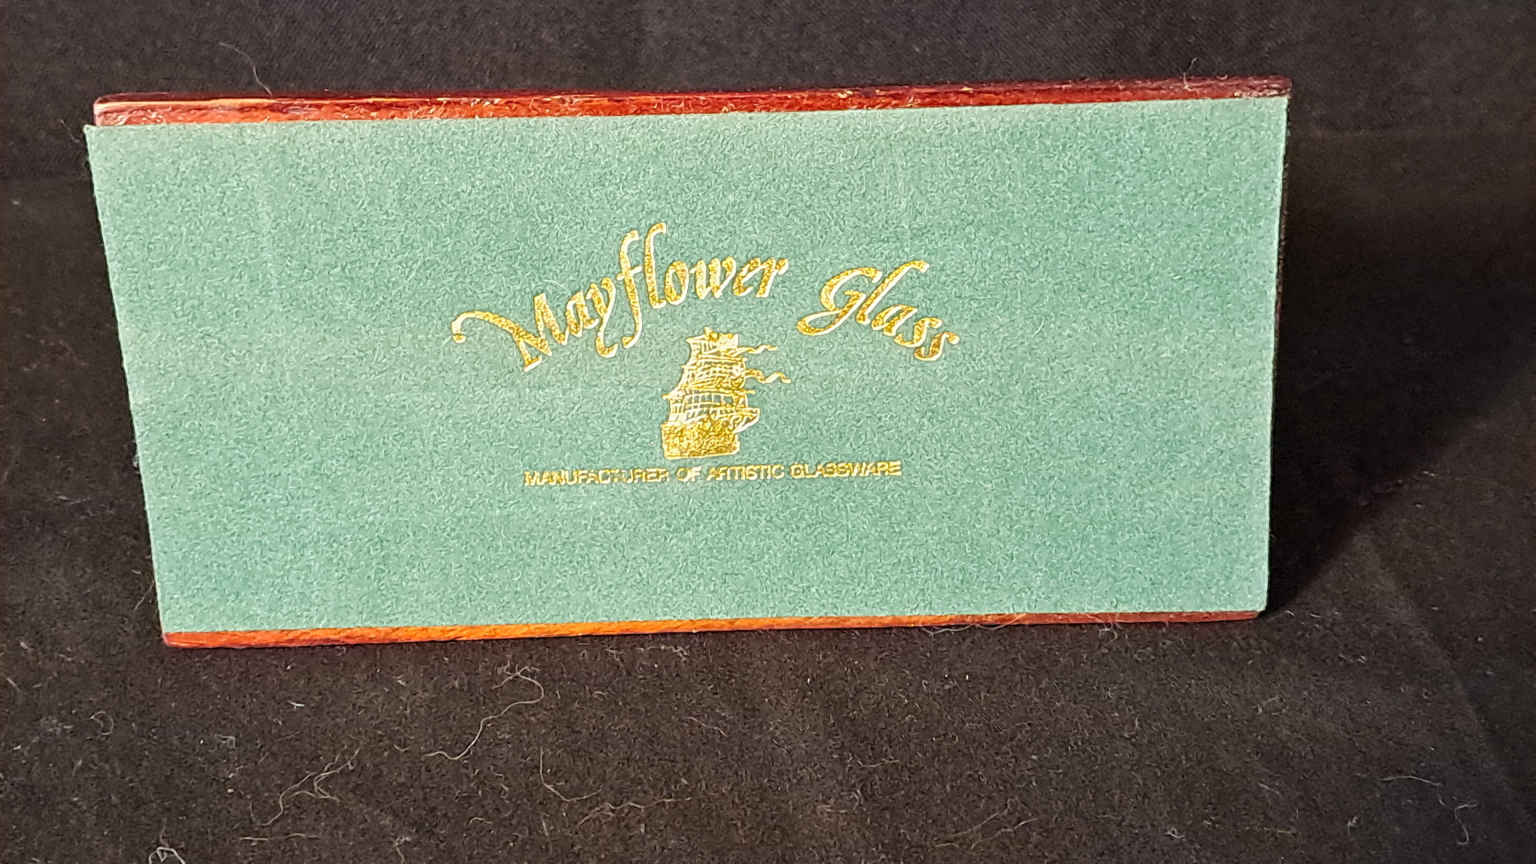 Mayflower Glass
MANUFACTURER OF ARTISTIC GLASSWARE